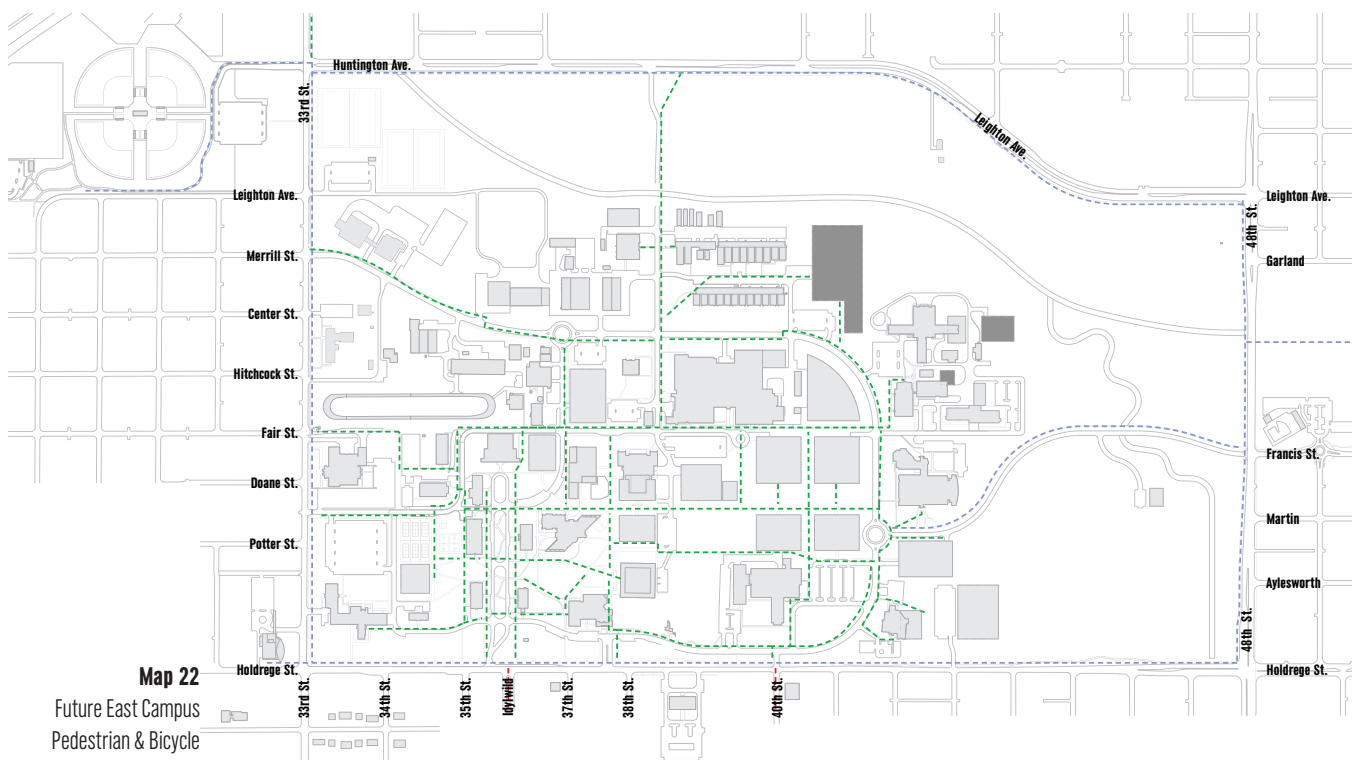 Huntington Ave.
33rd St.
Leighton Ave.
Leighton Ave.
Leighton Ave.
48th St.
Merrill St.
Garland
Center St.
Hitchcock St.
Fair St.
Francis St.
Doane St.
Martin
Potter St.
Aylesworth
48th St.
Holdrege St.
Holdrege St.
33rd St.
34th St.
35th St.
Idylwild
37th St.
38th St.
40th St.
Map 22
Future East Campus
Pedestrian & Bicycle